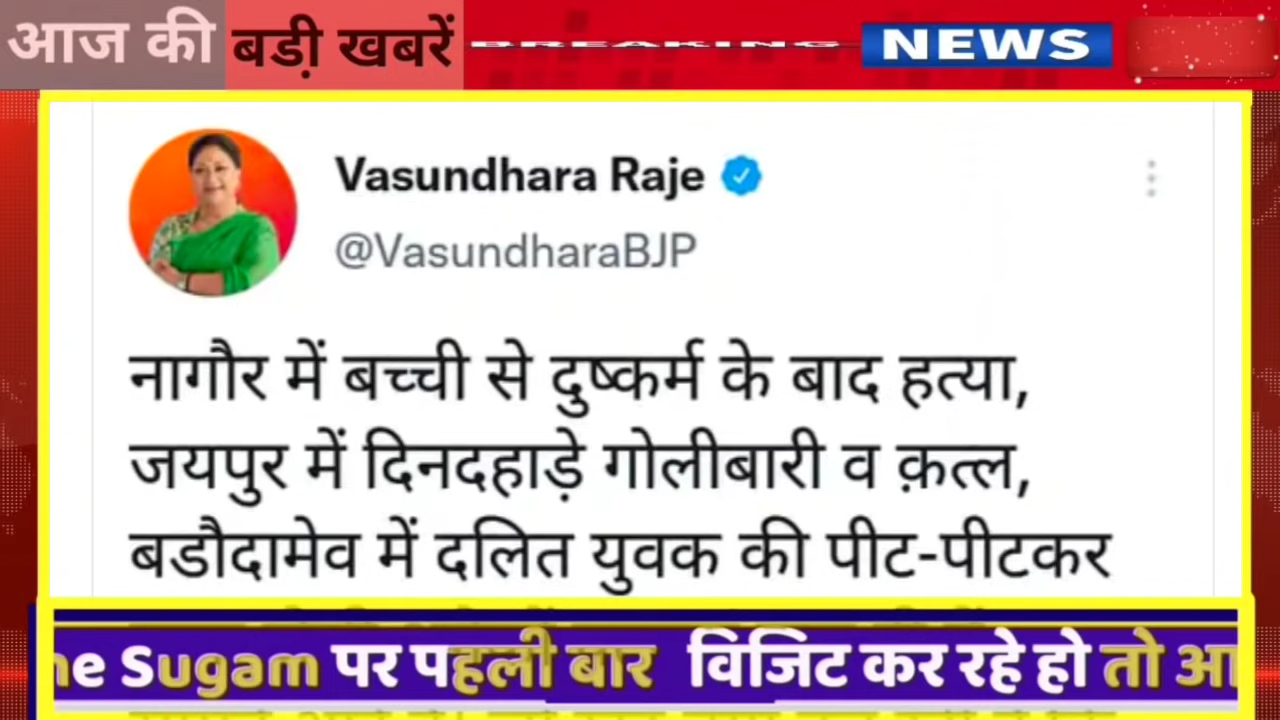 आज की बड़ी खबरें BREAKING NEWS
Vasundhara Raje
@VasundharaBJP
नागौर में बच्ची से दुष्कर्म के बाद हत्या,
जयपुर में दिनदहाड़े गोलीबारी व क़त्ल,
बडौदामेव में दलित युवक की पीट-पीटकर
Sugam पर पहली बार विजिट कर रहे हो तो